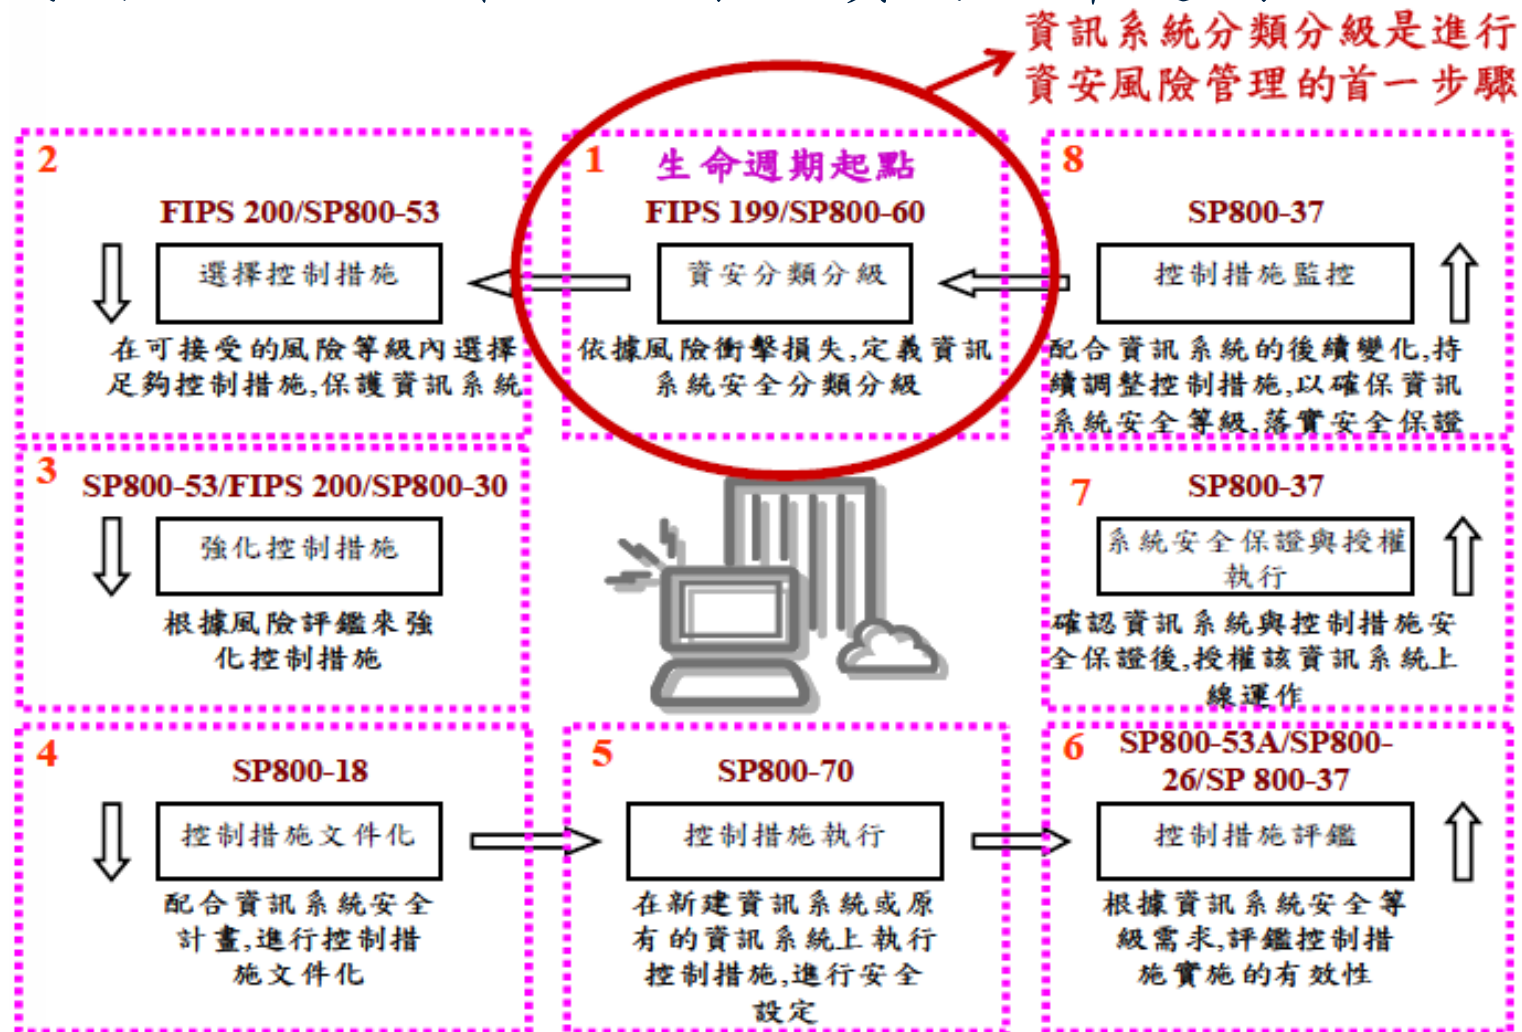 資訊系統分類分級是進行
資安風險管理的首一步驟
2
FIPS 200/SP800-53
選擇控制措施
在可接受的風險等級內選擇
足夠控制措施,保護資訊系統
1
生命週期起點
FIPS 199/SP800-60
資安分類分級
依據風險衝擊損失,定義資訊
系統安全分類分級
8
SP800-37
控制措施監控
配合資訊系統的後續變化,持
續調整控制措施,以確保資訊
系統安全等級,落實安全保證
3
SP800-53/FIPS 200/SP800-30
強化控制措施
根據風險評鑑來強
化控制措施
7
SP800-37
系統安全保證與授權
執行
確認資訊系統與控制措施安
全保證後,授權該資訊系統上
線運作
4
SP800-18
控制措施文件化
配合資訊系統安全
計畫,進行控制措
施文件化
5
SP800-70
控制措施執行
在新建資訊系統或原
有的資訊系統上執行
控制措施,進行安全
設定
6
SP800-53A/SP800-
26/SP 800-37
控制措施評鑑
根據資訊系統安全等
級需求,評鑑控制措
施實施的有效性